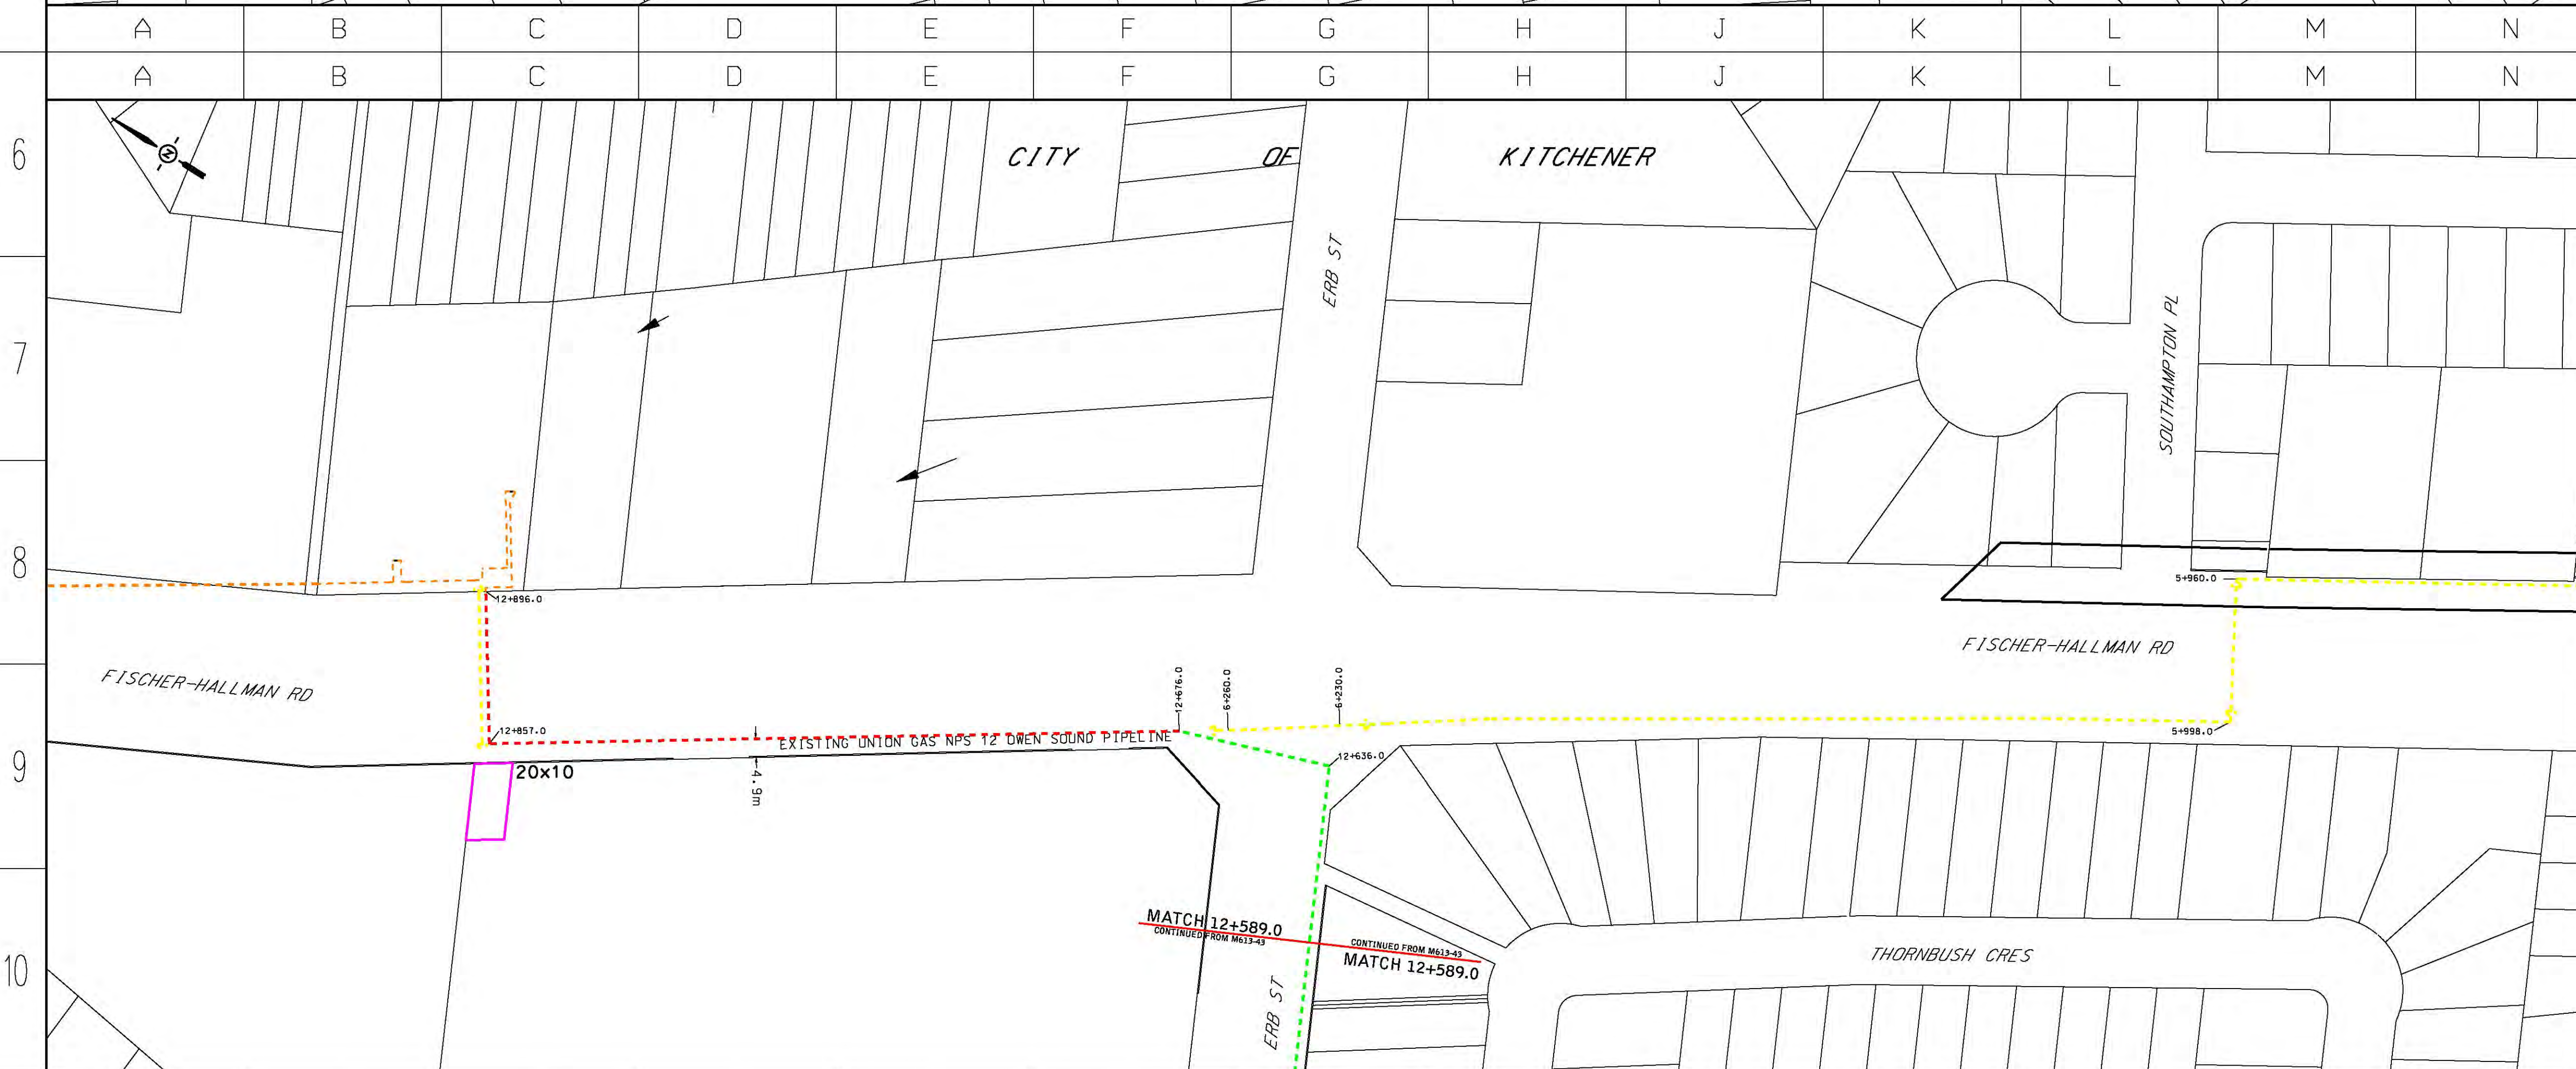 A B C D E F G H J K L M N
A B C D E F G H J K L M N
6
CITY OF KITCHENER
N
ERB ST
7
SOUTHAMPTON PL
8
5+960.0
12+896.0
FISCHER-HALLMAN RD
FISCHER-HALLMAN RD
12+676.0
6+260.0
6+230.0
12+857.0
5+998.0
EXISTING UNION GAS NPS 12 OWEN SOUND PIPELINE
9
12+636.0
20x10
4.9m
MATCH 12+589.0
CONTINUED FROM M613-43
CONTINUED FROM M613-43
MATCH 12+589.0
THORNBUSH CRES
10
ERB ST